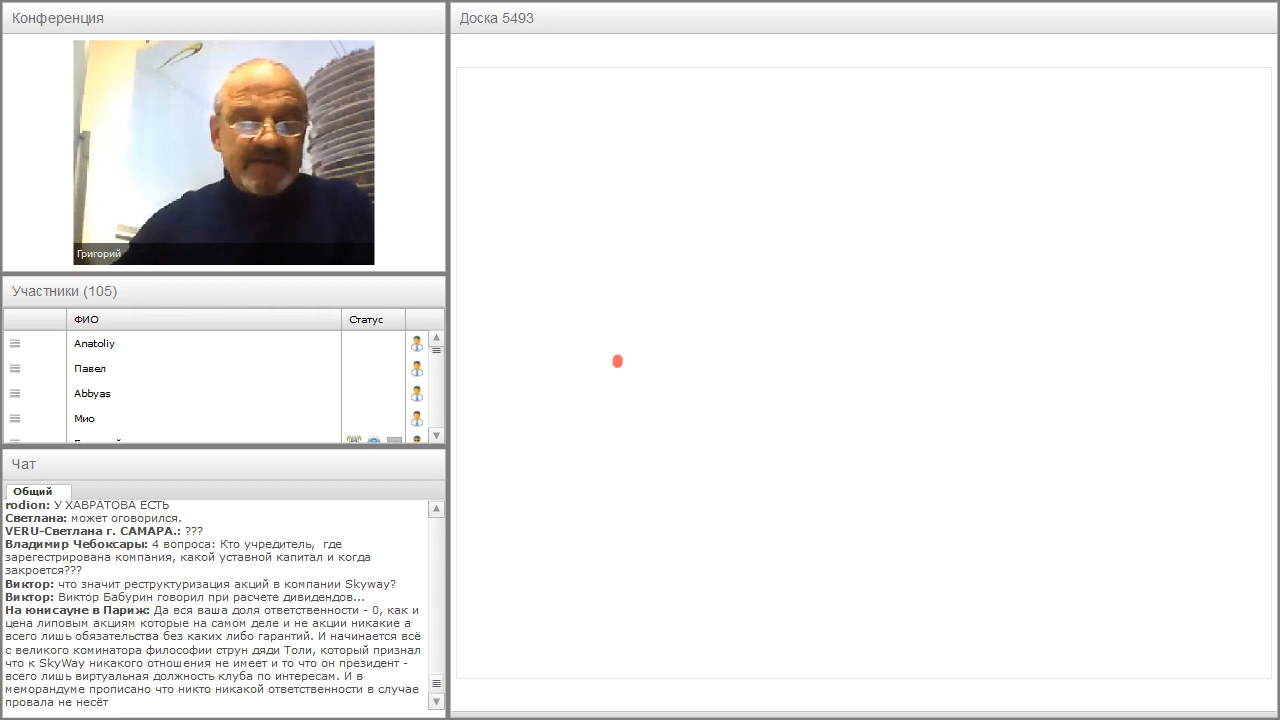 Конференция
Григорий
Участники (105)
ФИО
Статус
Anatoliy
Павел
Abbyas
Мио
Чат
Общий
rodion: У ХАВРАТОВА ЕСТЬ
Светлана: может оговорился.
VERU-Светлана г. САМАРА.: ???
Владимир Чебоксары: 4 вопроса: Кто учредитель, где
зарегестрирована компания, какой уставной капитал и когда
закроется???
Виктор: что значит реструктуризация акций в компании Skyway?
Виктор: Виктор Бабурин говорил при расчете дивидендов...
На юнисауне в Париж: Да вся ваша доля ответственности - 0, как и
цена липовым акциям которые на самом деле и не акции никакие а
всего лишь обязательства без каких либо гарантий. И начинается всё
с великого коминатора философии струн дяди Толи, который признал
что к SkyWay никакого отношения не имеет и то что он президент -
всего лишь виртуальная должность клуба по интересам. И в
меморандуме прописано что никто никакой ответственности в случае
провала не несёт
Доска 5493